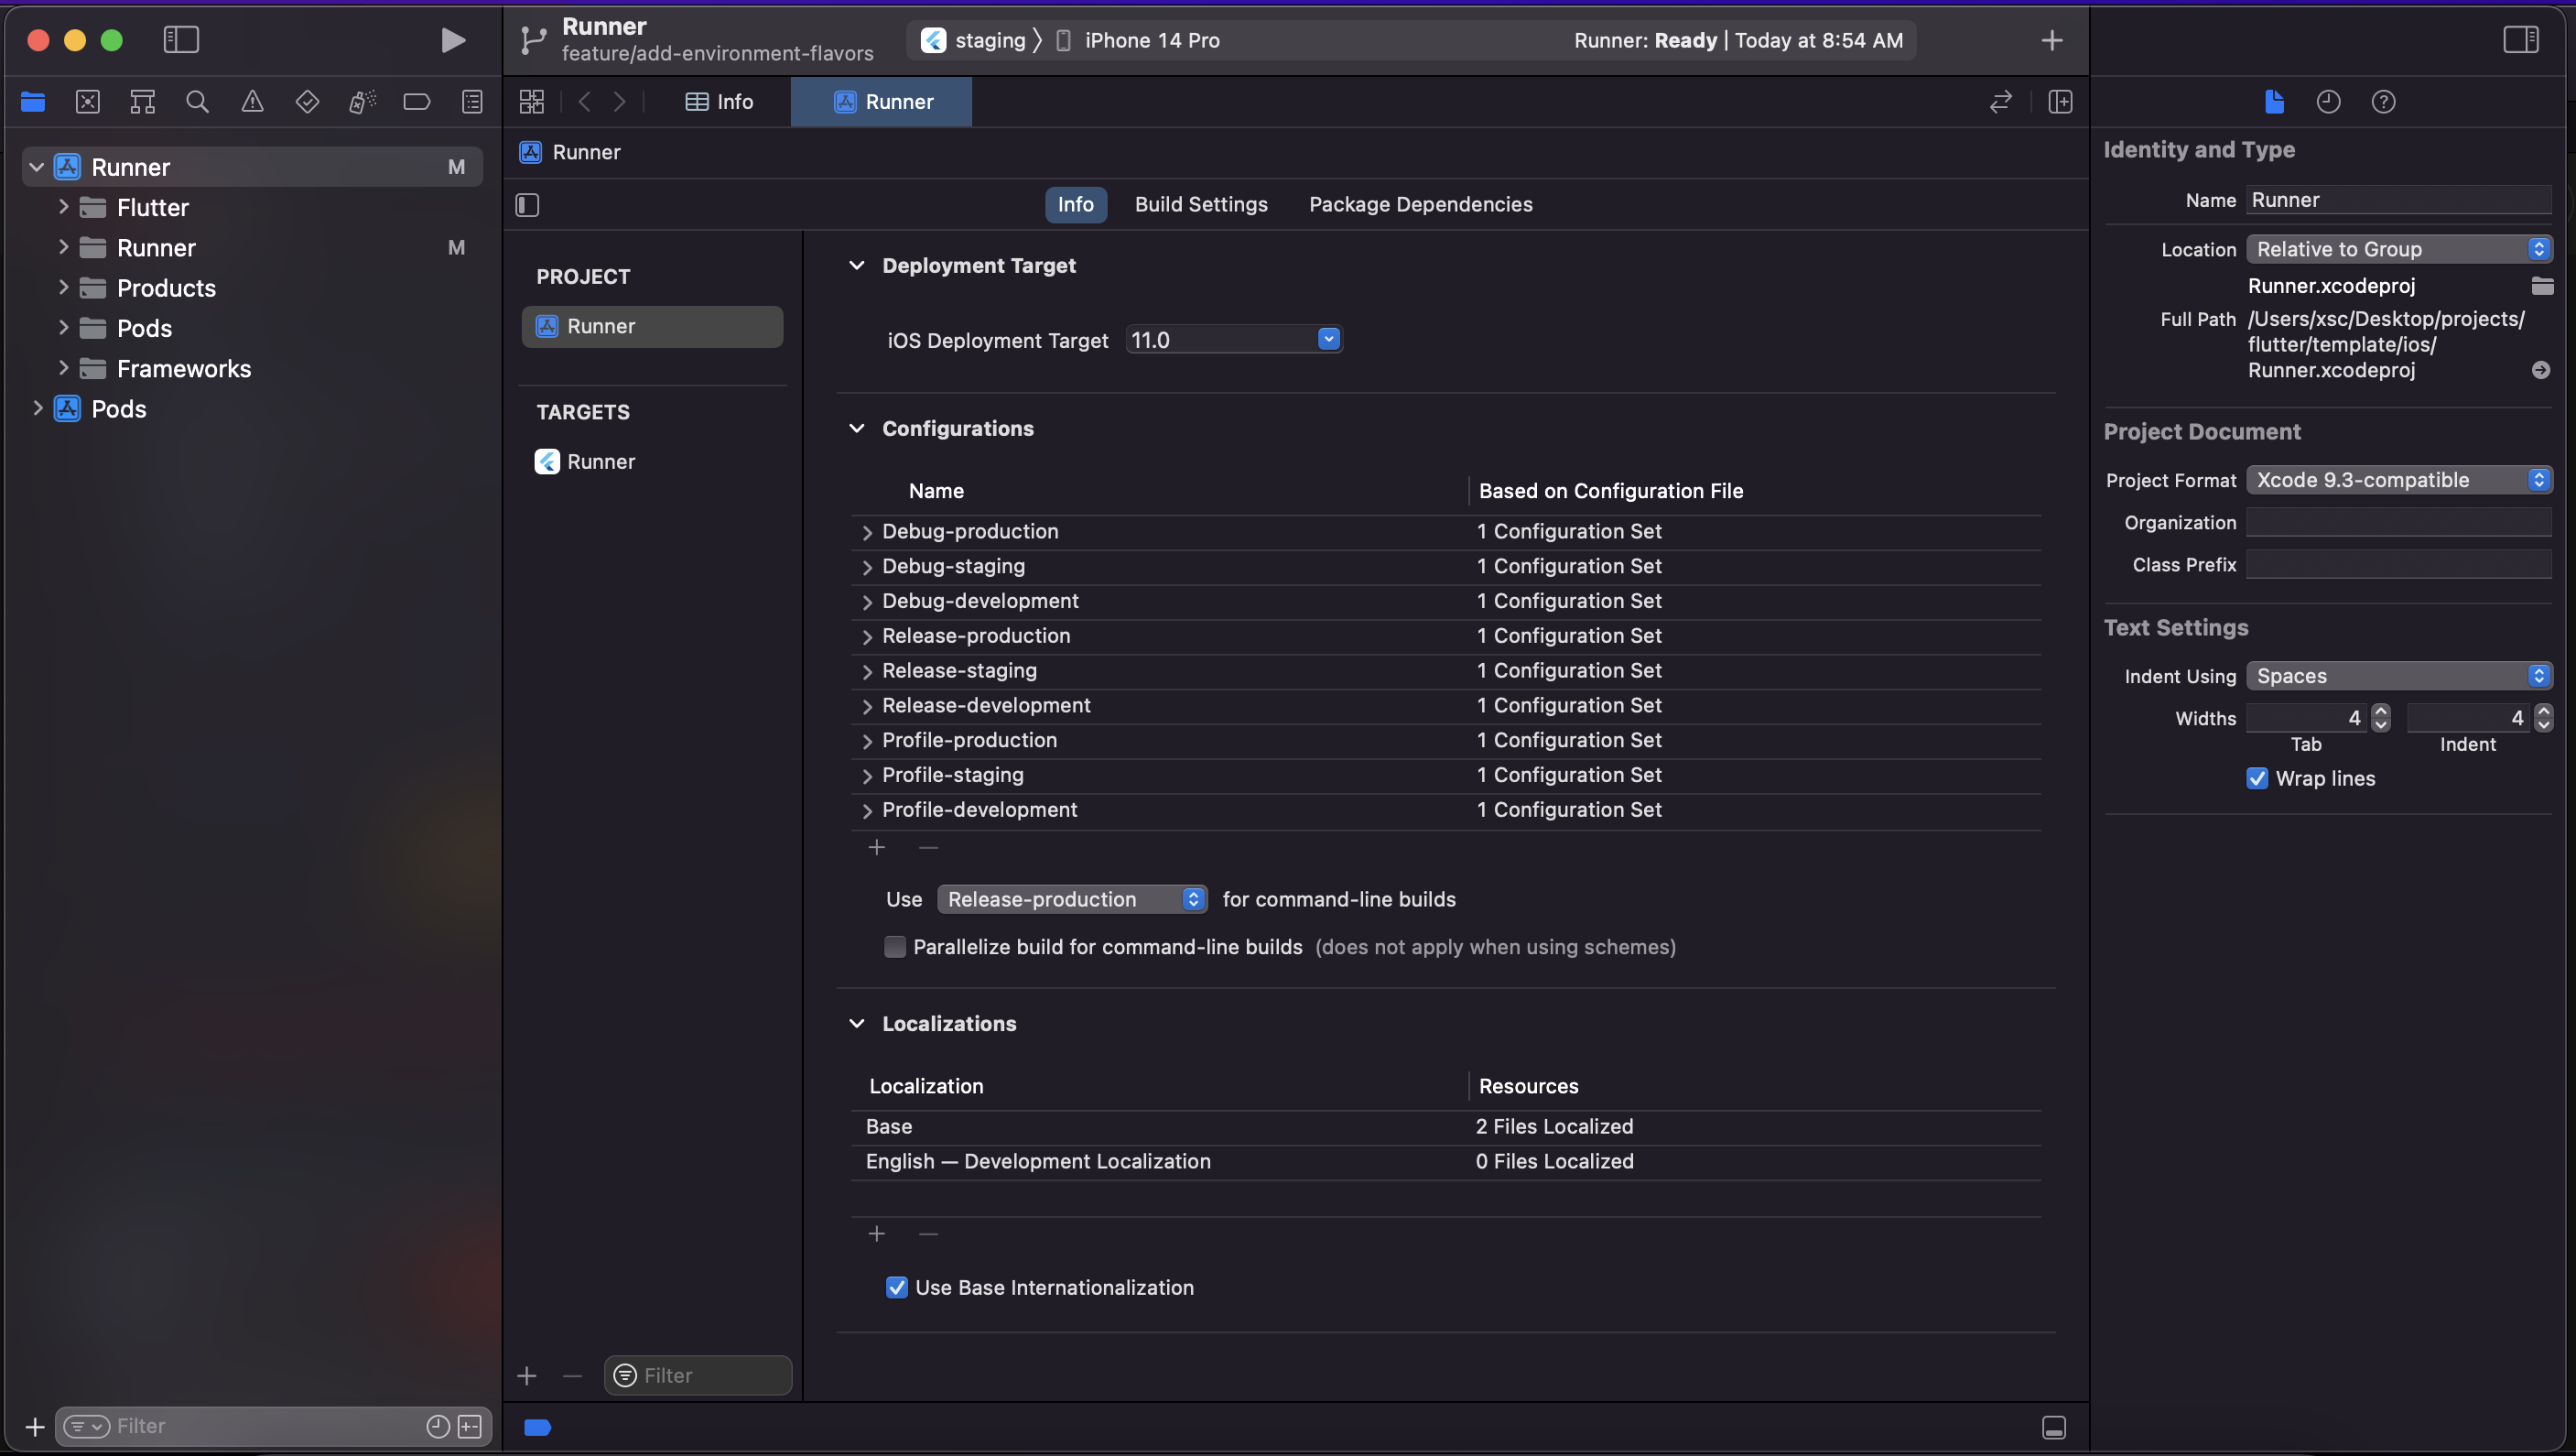 Runner
feature/add-environment-flavors
staging
iPhone 14 Pro
Runner: Ready | Today at 8:54 AM
Info
Runner
Runner M
Flutter
Runner M
Products
Pods
Frameworks
Pods
Filter
Runner
Info Build Settings Package Dependencies
PROJECT
Runner
TARGETS
Runner
Filter
Deployment Target
iOS Deployment Target 11.0
Configurations
Name Based on Configuration File
Debug-production 1 Configuration Set
Debug-staging 1 Configuration Set
Debug-development 1 Configuration Set
Release-production 1 Configuration Set
Release-staging 1 Configuration Set
Release-development 1 Configuration Set
Profile-production 1 Configuration Set
Profile-staging 1 Configuration Set
Profile-development 1 Configuration Set
Use Release-production for command-line builds
Parallelize build for command-line builds (does not apply when using schemes)
Localizations
Localization Resources
Base 2 Files Localized
English — Development Localization 0 Files Localized
Use Base Internationalization
Identity and Type
Name Runner
Location Relative to Group
Runner.xcodeproj
Full Path /Users/xsc/Desktop/projects/
flutter/template/ios/
Runner.xcodeproj
Project Document
Project Format Xcode 9.3-compatible
Organization
Class Prefix
Text Settings
Indent Using Spaces
Widths 4 4
Tab Indent
Wrap lines